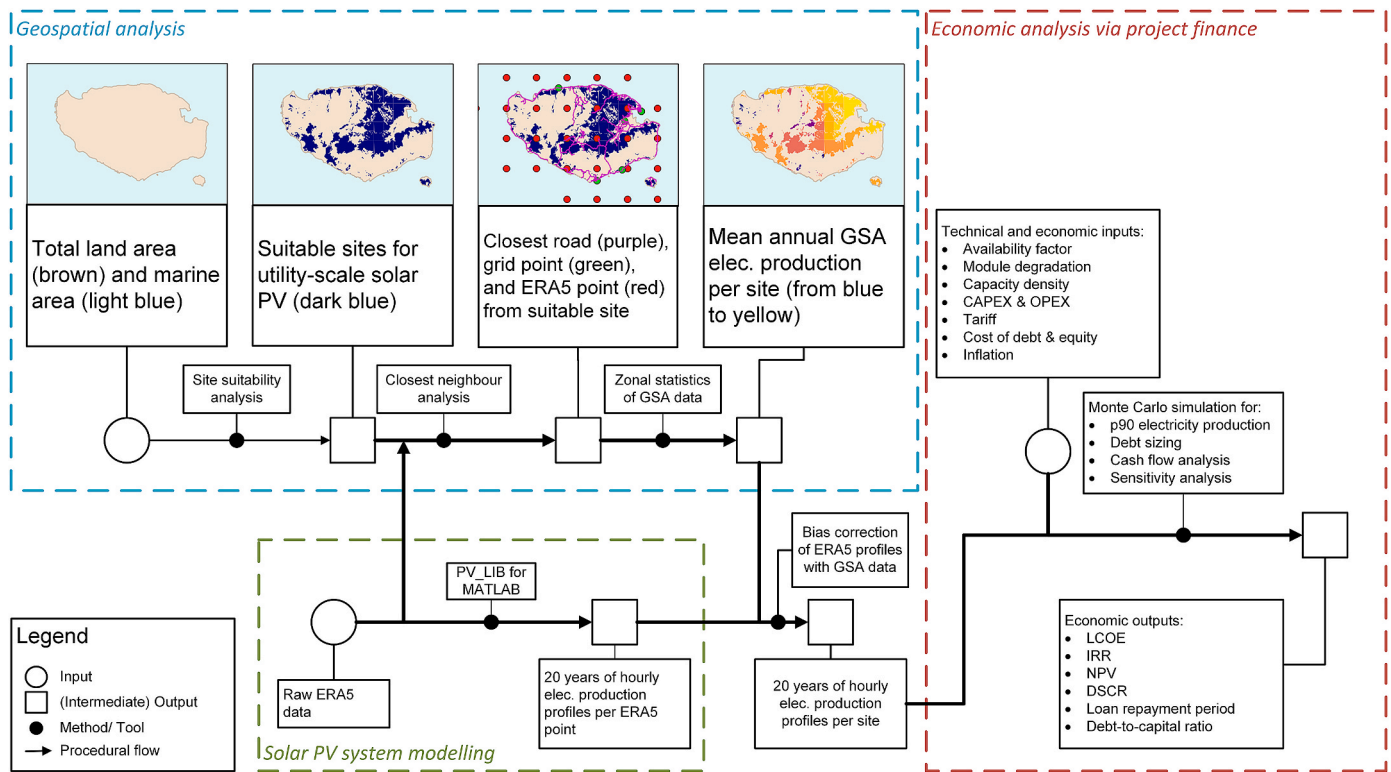 Geospatial analysis
Economic analysis via project finance
Total land area
(brown) and marine
area (light blue)
Suitable sites for
utility-scale solar
PV (dark blue)
Closest road (purple),
grid point (green),
and ERA5 point (red)
from suitable site
Mean annual GSA
elec. production
per site (from blue
to yellow)
Site suitability
analysis
Closest neighbour
analysis
Zonal statistics
of GSA data
Technical and economic inputs:
• Availability factor
• Module degradation
• Capacity density
• CAPEX & OPEX
• Tariff
• Cost of debt & equity
• Inflation
Monte Carlo simulation for:
• p90 electricity production
• Debt sizing
• Cash flow analysis
• Sensitivity analysis
Bias correction
of ERA5 profiles
with GSA data
PV_LIB for
MATLAB
Raw ERA5
data
20 years of hourly
elec. production
profiles per ERA5
point
20 years of hourly
elec. production
profiles per site
Solar PV system modelling
Economic outputs:
• LCOE
• IRR
• NPV
• DSCR
• Loan repayment period
• Debt-to-capital ratio
Legend
Input
(Intermediate) Output
Method/ Tool
Procedural flow